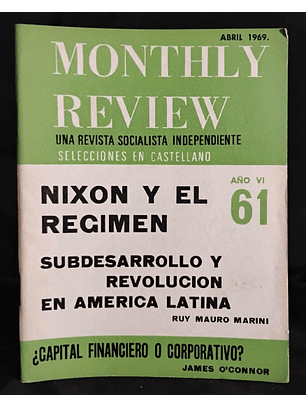 ABRIL 1969.
MONTHLY
REVIEW
UNA REVISTA SOCIALISTA INDEPENDIENTE
SELECCIONES EN CASTELLANO
NIXON Y EL
REGIMEN
AÑO VI
61
SUBDESARROLLO Y
REVOLUCION
EN AMERICA LATINA
RUY MAURO MARINI
¿CAPITAL FINANCIERO O CORPORATIVO?
JAMES O'CONNOR